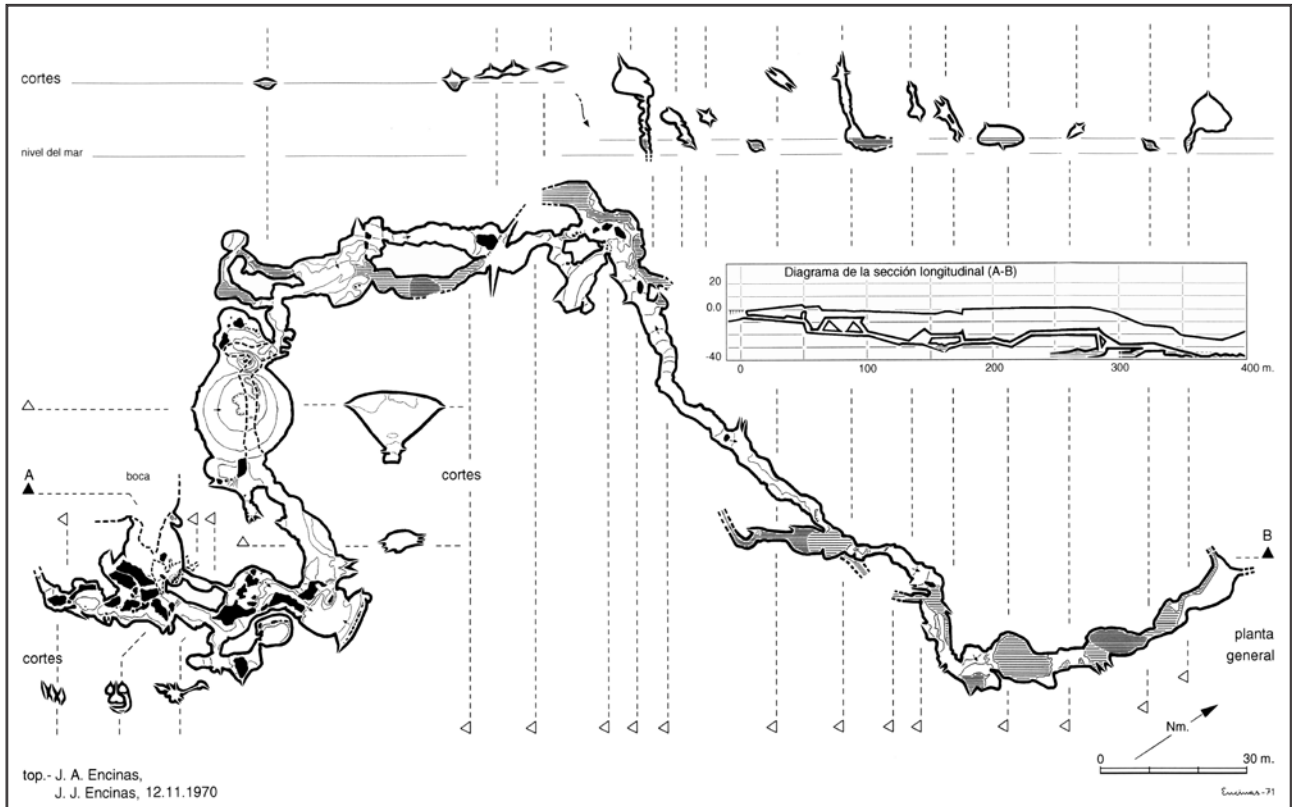 cortes
nivel del mar
Diagrama de la sección longitudinal (A-B)
20
0.0
-40
0
100
200
300
400 m.
A
boca
cortes
B
cortes
planta
general
Nm.
0
30 m.
top.- J. A. Encinas,
J. J. Encinas, 12.11.1970
Encinas-71